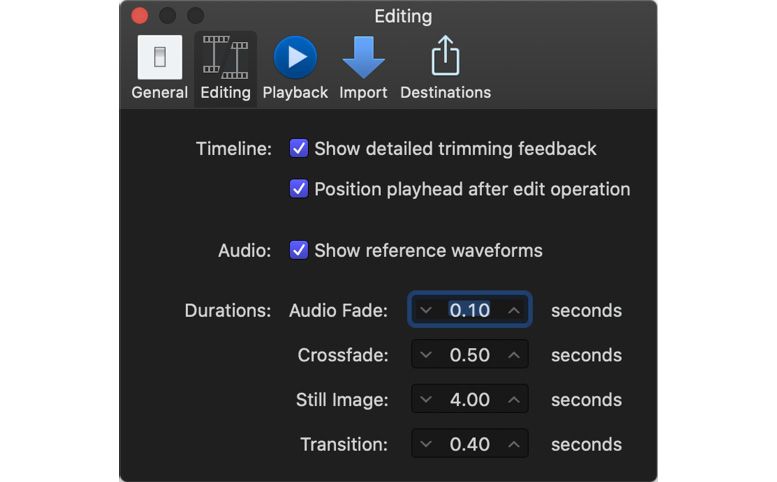 Editing
General Editing Playback Import Destinations
Timeline: Show detailed trimming feedback
Position playhead after edit operation
Audio: Show reference waveforms
Durations: Audio Fade: 0.10 seconds
Crossfade: 0.50 seconds
Still Image: 4.00 seconds
Transition: 0.40 seconds